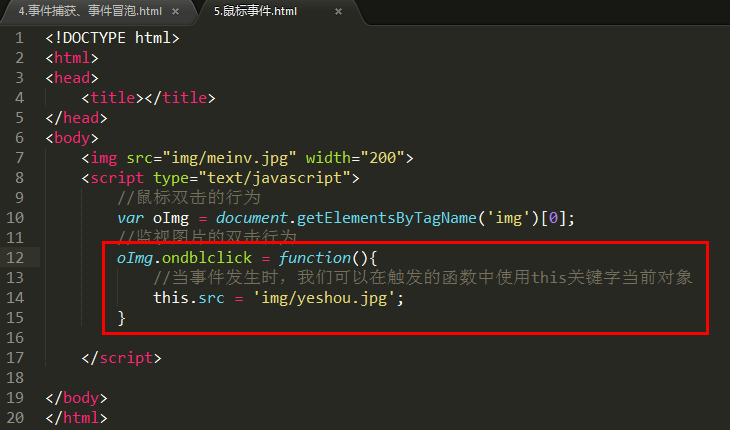 4.事件捕获、事件冒泡.html × 5.鼠标事件.html ×
1 <!DOCTYPE html>
2 <html>
3 <head>
4 <title></title>
5 </head>
6 <body>
7 <img src="img/meinv.jpg" width="200">
8 <script type="text/javascript">
9 //鼠标双击的行为
10 var oImg = document.getElementsByTagName('img')[0];
11 //监视图片的双击行为
12 oImg.ondblclick = function(){
13 //当事件发生时，我们可以在触发的函数中使用this关键字当前对象
14 this.src = 'img/yeshou.jpg';
15 }
16
17 </script>
18
19 </body>
20 </html>